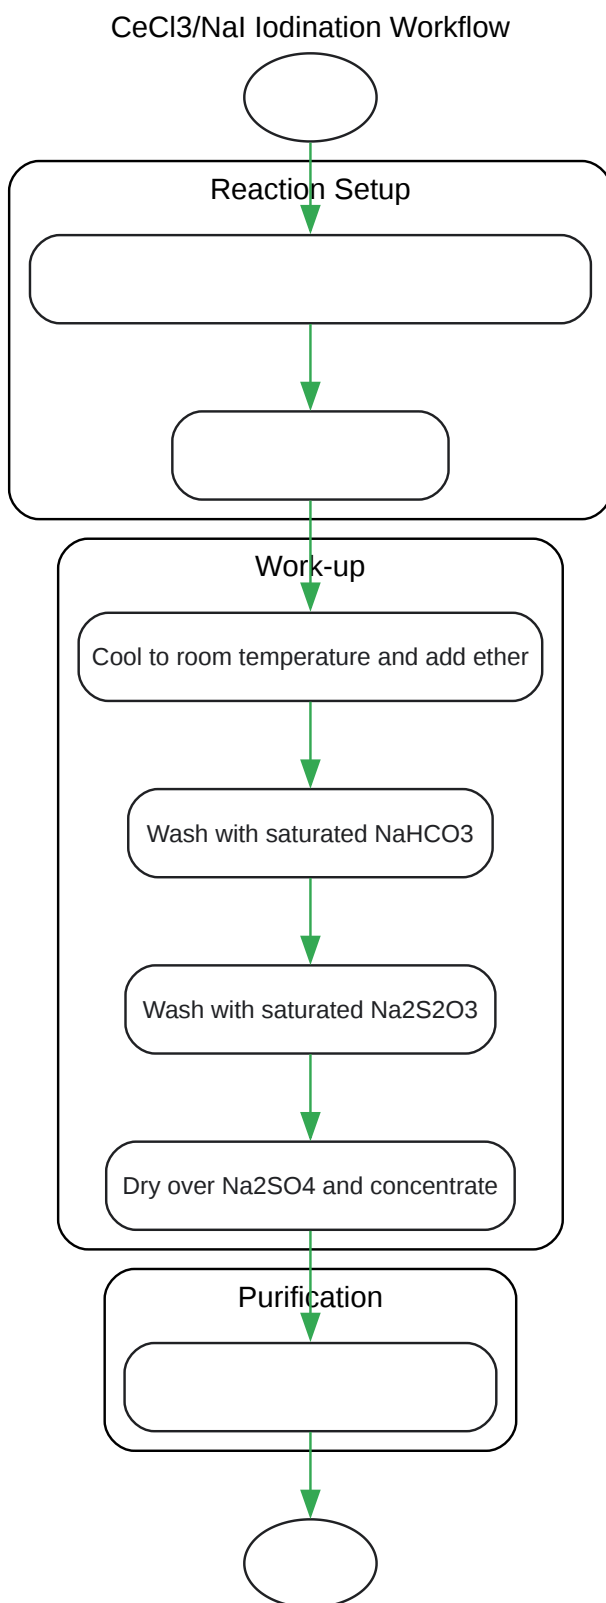 CeCl3/NaI Iodination Workflow
Reaction Setup
Work-up
Cool to room temperature and add ether
Wash with saturated NaHCO3
Wash with saturated Na2S2O3
Dry over Na2SO4 and concentrate
Purification